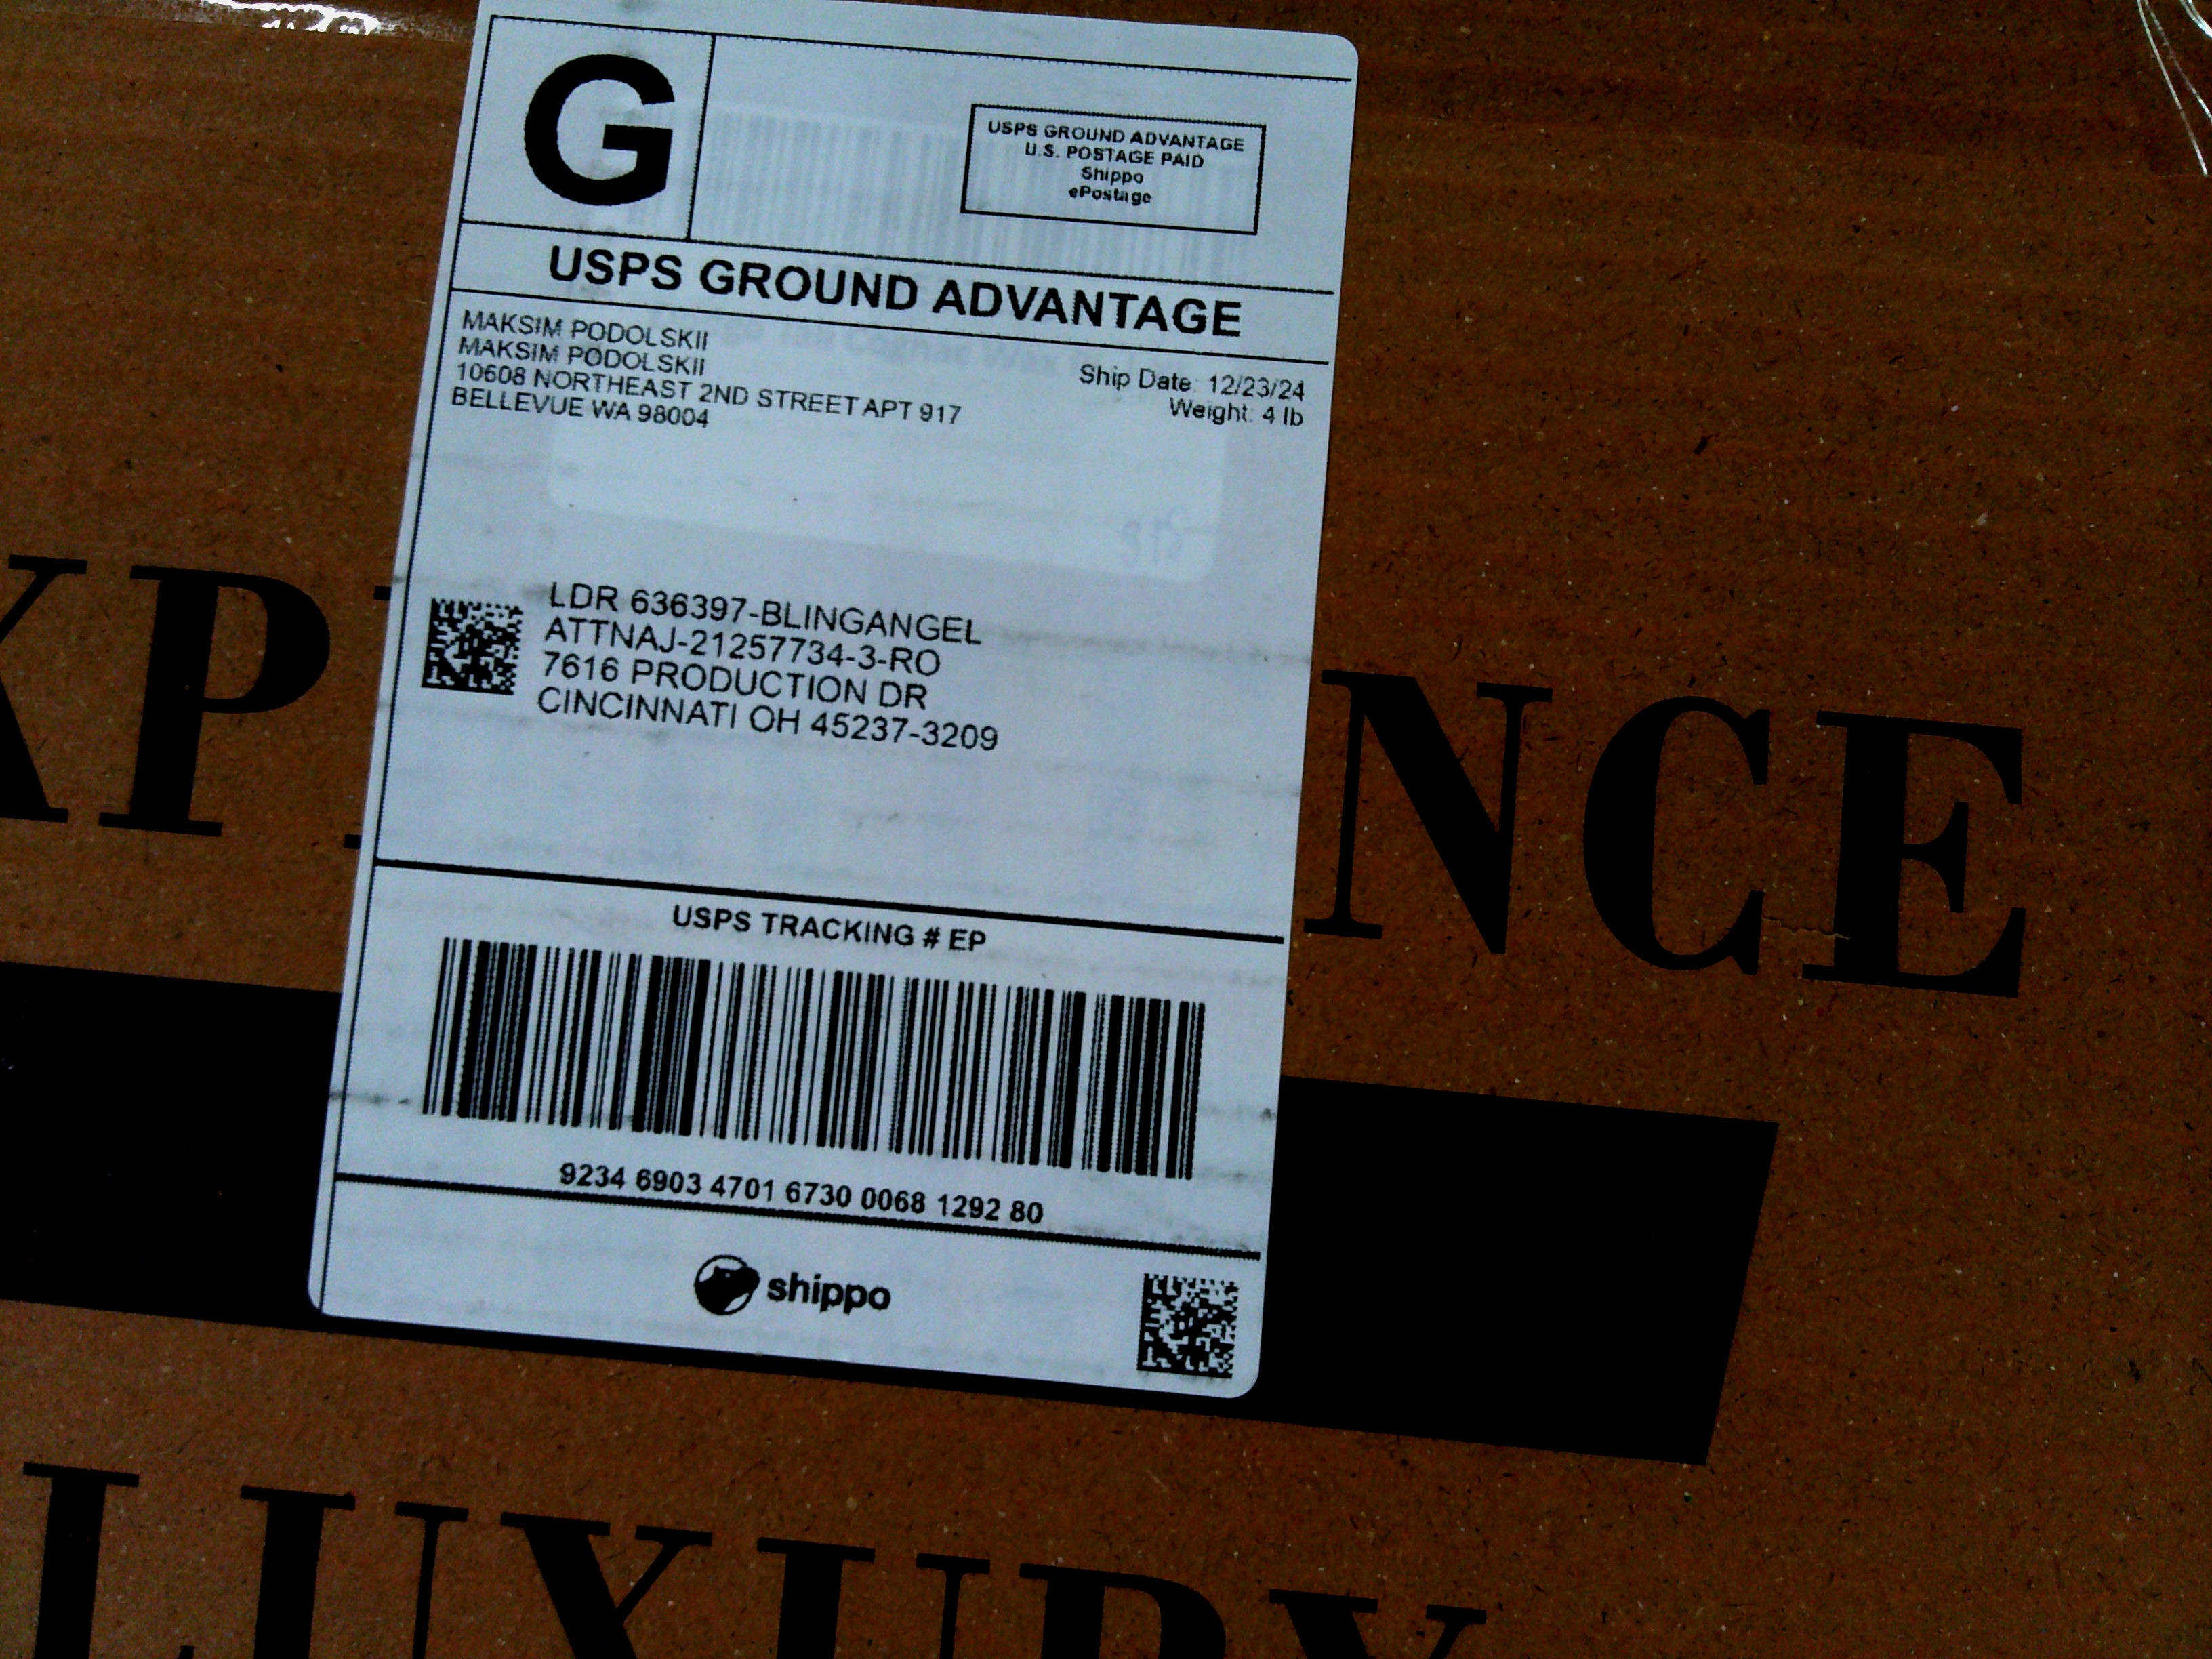 G
USPS GROUND ADVANTAGE
U.S. POSTAGE PAID
Shippo
ePostage
USPS GROUND ADVANTAGE
MAKSIM PODOLSKII
MAKSIM PODOLSKII
10608 NORTHEAST 2ND STREET APT 917
BELLEVUE WA 98004
Ship Date: 12/23/24
Weight: 4 lb
LDR 636397-BLINGANGEL
ATTNAJ-21257734-3-RO
7616 PRODUCTION DR
CINCINNATI OH 45237-3209
USPS TRACKING # EP
9234 6903 4701 6730 0068 1292 80
shippo
XP NCE
LUXURY